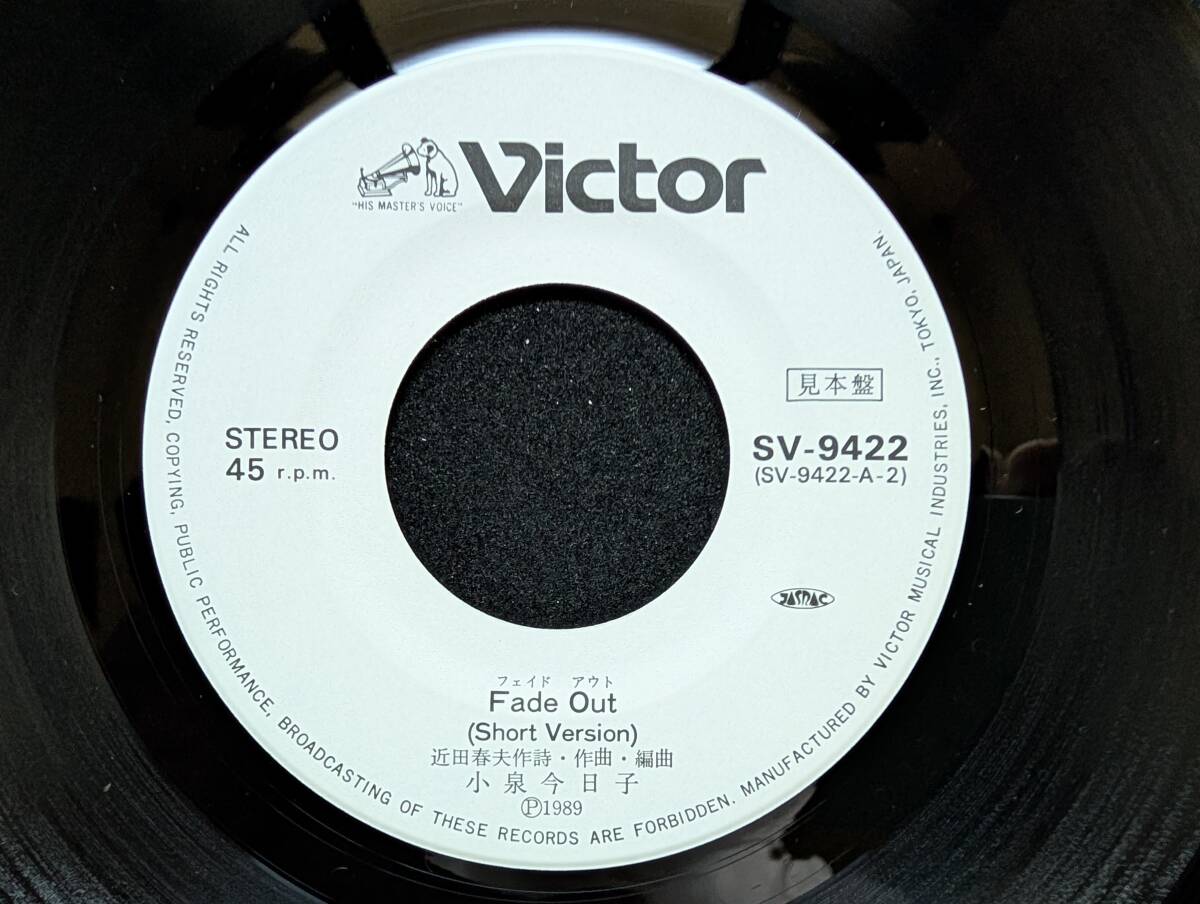 Victor
"HIS MASTER'S VOICE"
見本盤
STEREO
45 r.p.m.
SV-9422
(SV-9422-A-2)
JASRAC
フェイド アウト
Fade Out
(Short Version)
近田春夫作詩・作曲・編曲
小泉今日子
Ⓟ1989
ALL RIGHTS RESERVED, COPYING, PUBLIC PERFORMANCE, BROADCASTING OF THESE RECORDS ARE FORBIDDEN. MANUFACTURED BY VICTOR MUSICAL INDUSTRIES, INC., TOKYO, JAPAN.